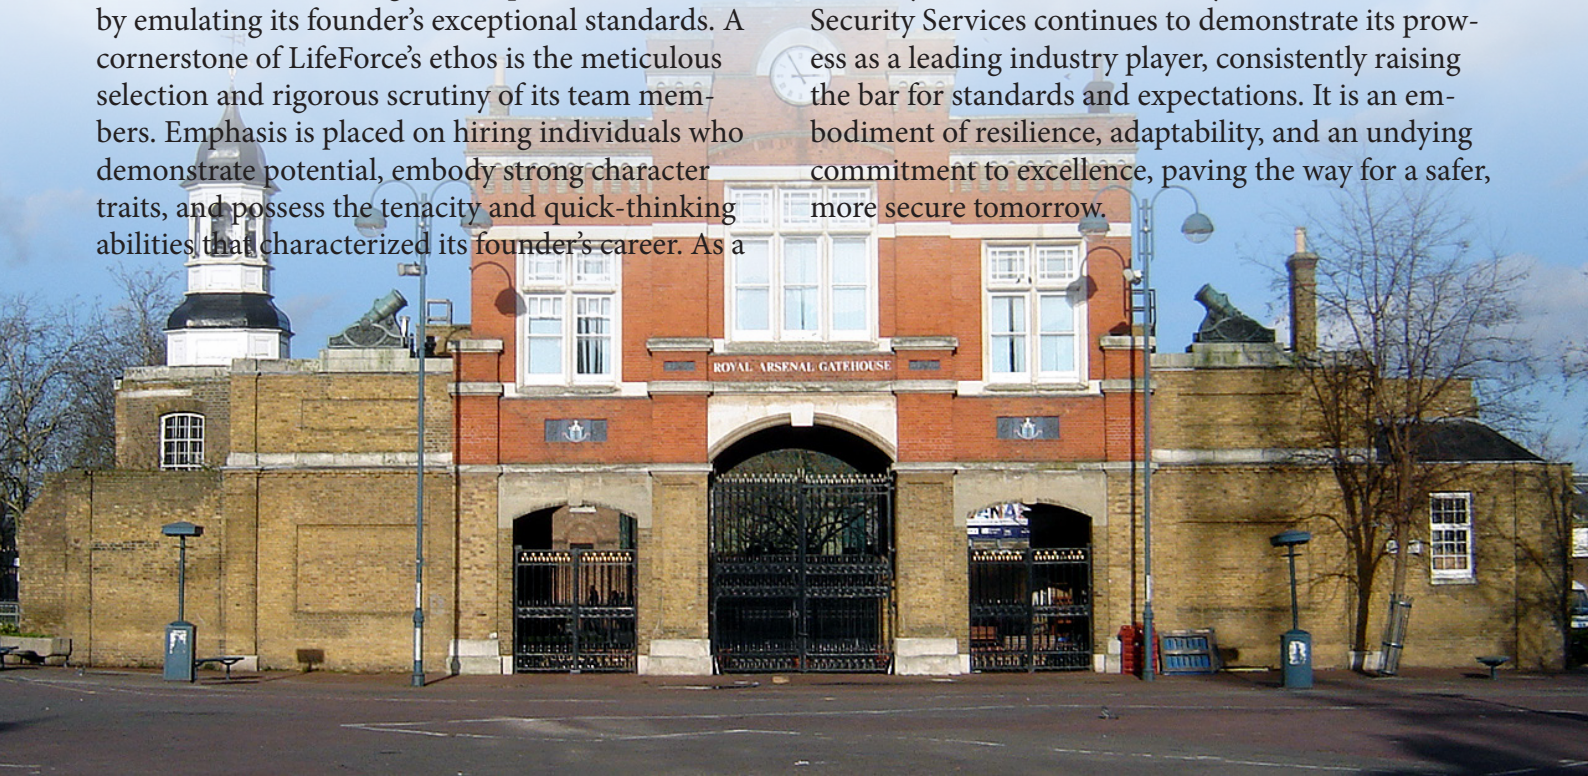 by emulating its founder’s exceptional standards. A
cornerstone of LifeForce’s ethos is the meticulous
selection and rigorous scrutiny of its team mem-
bers. Emphasis is placed on hiring individuals who
demonstrate potential, embody strong character
traits, and possess the tenacity and quick-thinking
abilities that characterized its founder’s career. As a
Security Services continues to demonstrate its prow-
ess as a leading industry player, consistently raising
the bar for standards and expectations. It is an em-
bodiment of resilience, adaptability, and an undying
commitment to excellence, paving the way for a safer,
more secure tomorrow.
ROYAL ARSENAL GATEHOUSE